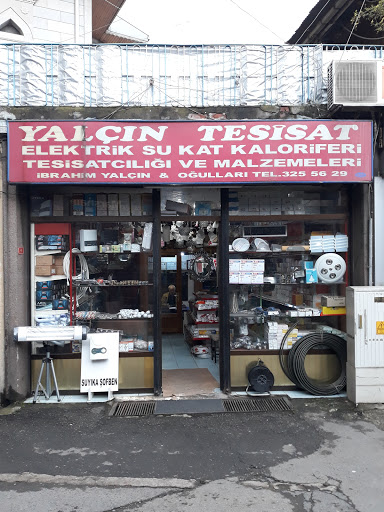 YALÇIN TESİSAT
ELEKTRİK SU KAT KALORİFERİ
TESİSATCILIĞI VE MALZEMELERİ
İBRAHİM YALÇIN & OĞULLARI TEL.325 56 29
SUYIKA ŞOFBEN